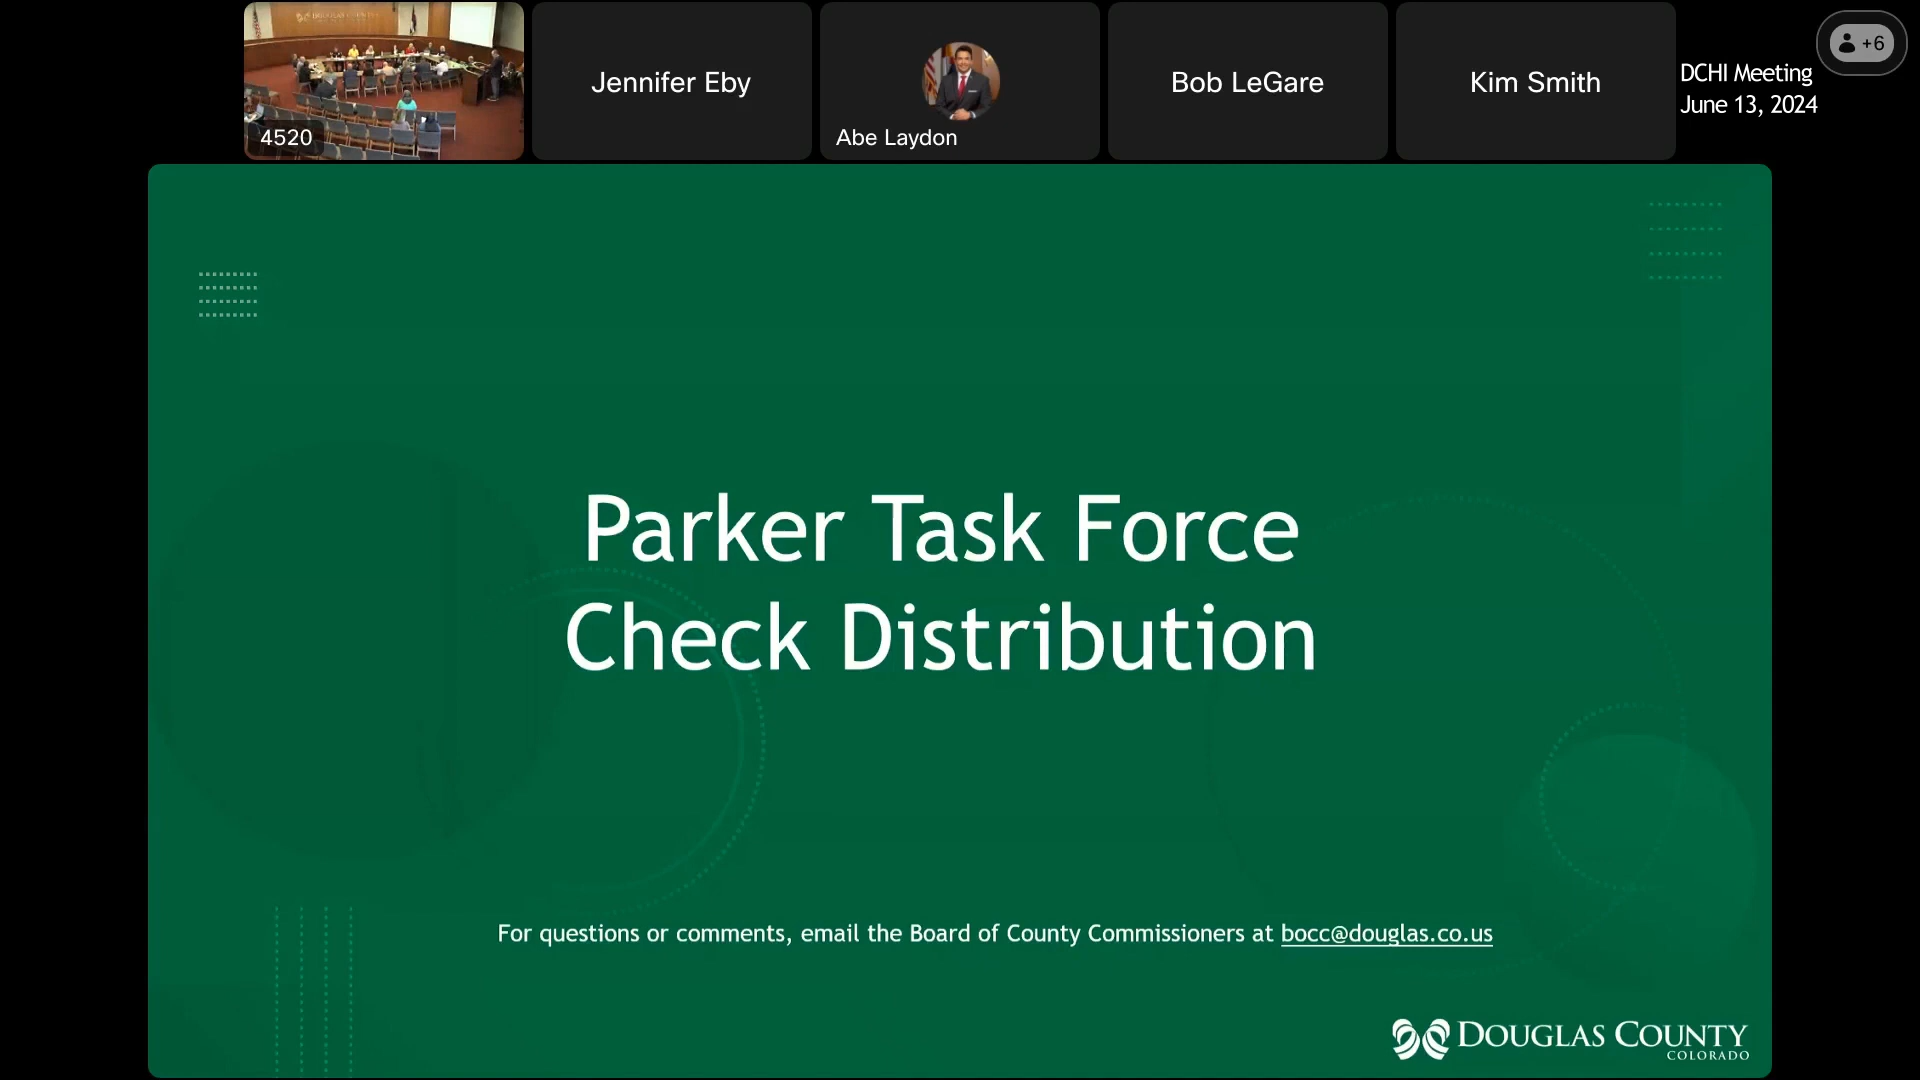 4520
Jennifer Eby
Abe Laydon
Bob LeGare
Kim Smith
+6
DCHI Meeting
June 13, 2024
Parker Task Force
Check Distribution
For questions or comments, email the Board of County Commissioners at bocc@douglas.co.us
DOUGLAS COUNTY
COLORADO